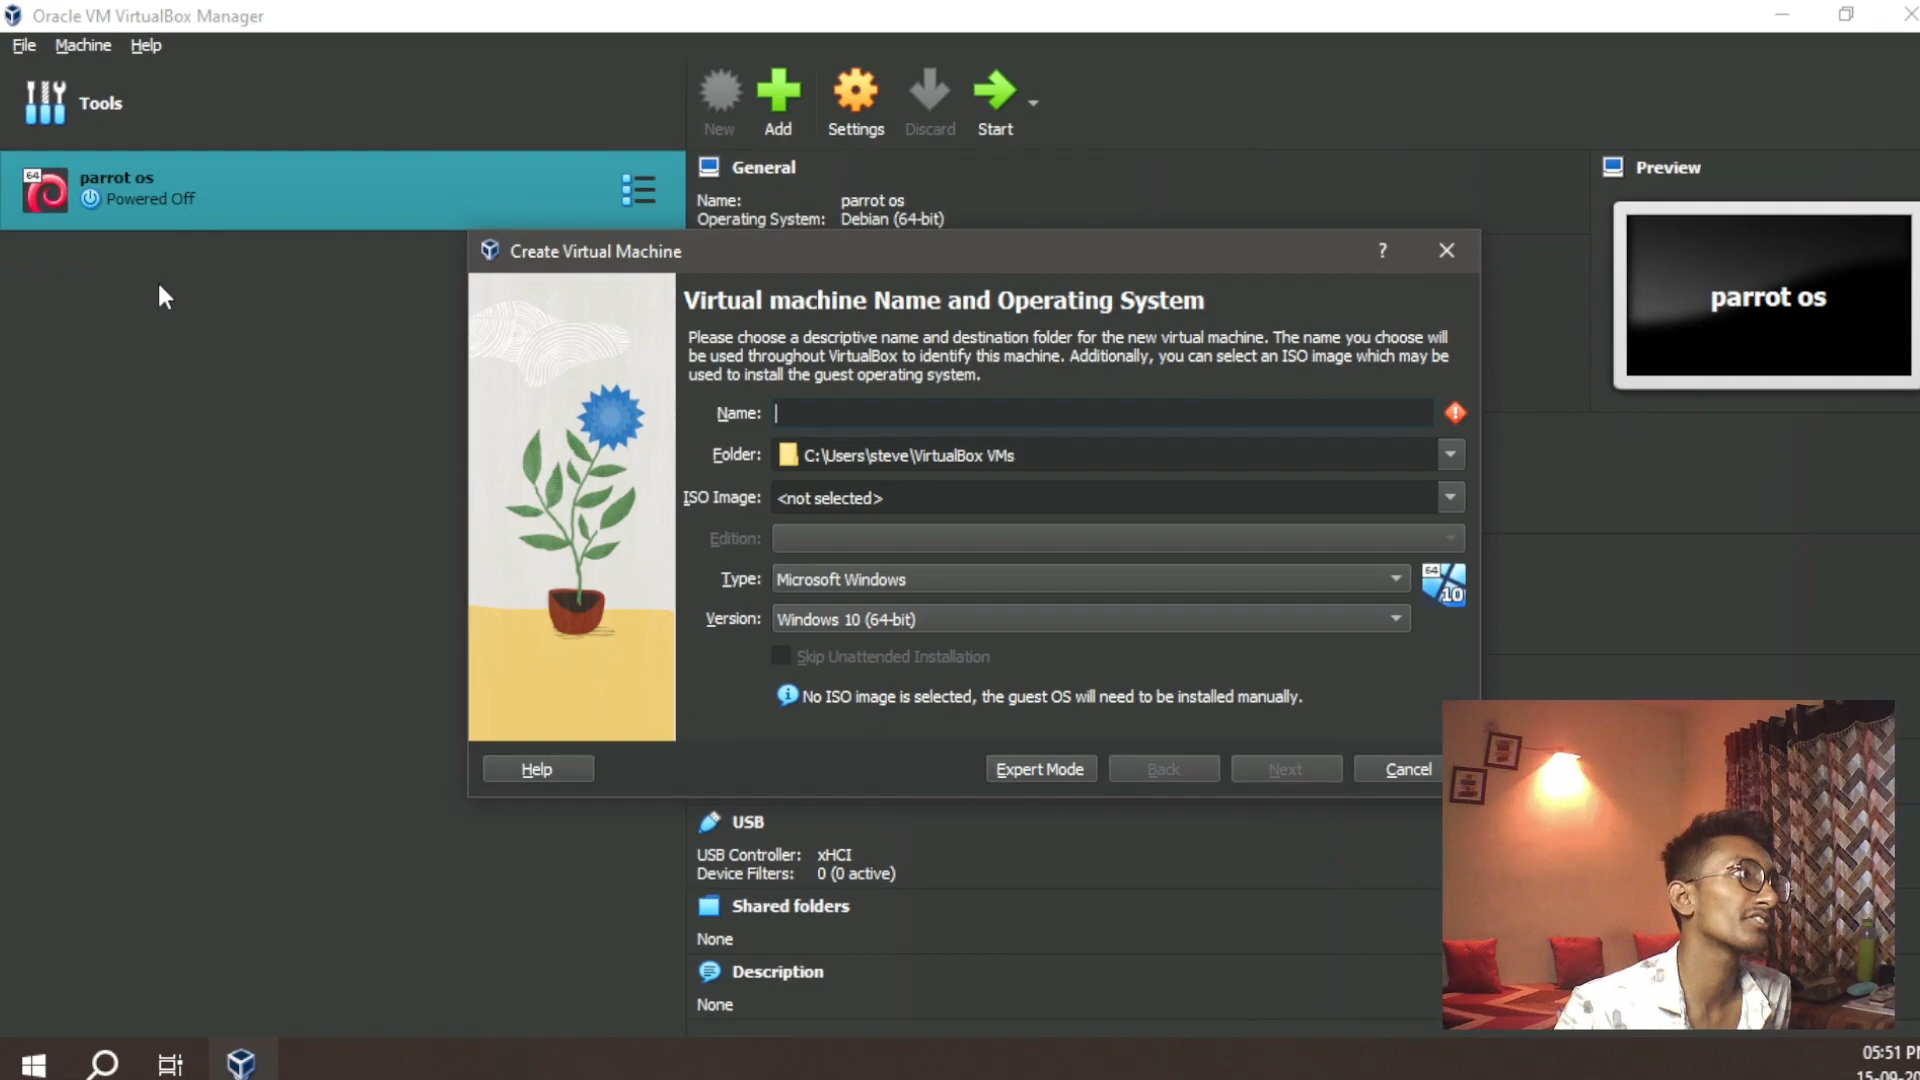 Oracle VM VirtualBox Manager
File Machine Help
Tools
New Add Settings Discard Start
64
parrot os
Powered Off
General
Name: parrot os
Operating System: Debian (64-bit)
Preview
parrot os
Create Virtual Machine
?
Virtual machine Name and Operating System
Please choose a descriptive name and destination folder for the new virtual machine. The name you choose will
be used throughout VirtualBox to identify this machine. Additionally, you can select an ISO image which may be
used to install the guest operating system.
Name:
Folder: C:\Users\steve\VirtualBox VMs
ISO Image: <not selected>
Edition:
Type: Microsoft Windows
64
10
Version: Windows 10 (64-bit)
Skip Unattended Installation
No ISO image is selected, the guest OS will need to be installed manually.
Help Expert Mode Back Next Cancel
USB
USB Controller: xHCI
Device Filters: 0 (0 active)
Shared folders
None
Description
None
05:51 PM
15-09-20